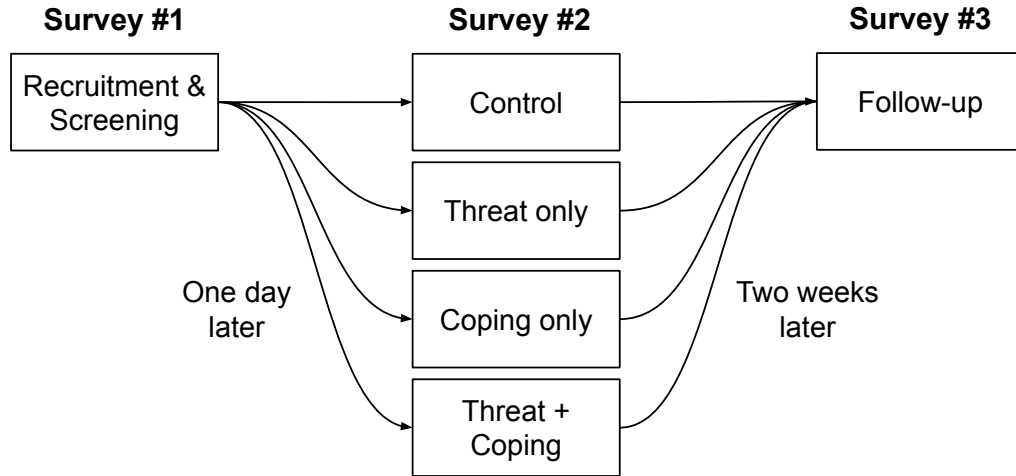 Survey #1
Survey #2
Survey #3
Recruitment &
Screening
Control
Follow-up
Threat only
One day
later
Coping only
Two weeks
later
Threat +
Coping